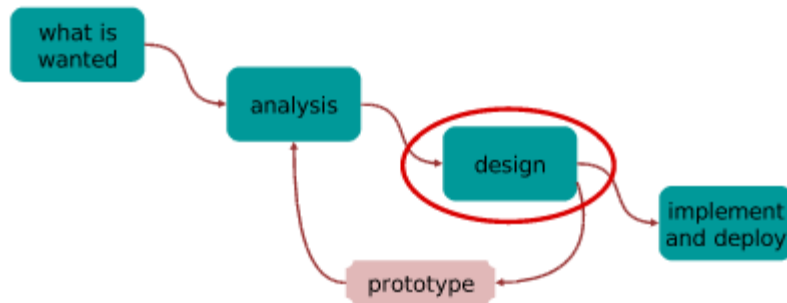 what is
wanted
analysis
design
implement
and deploy
prototype